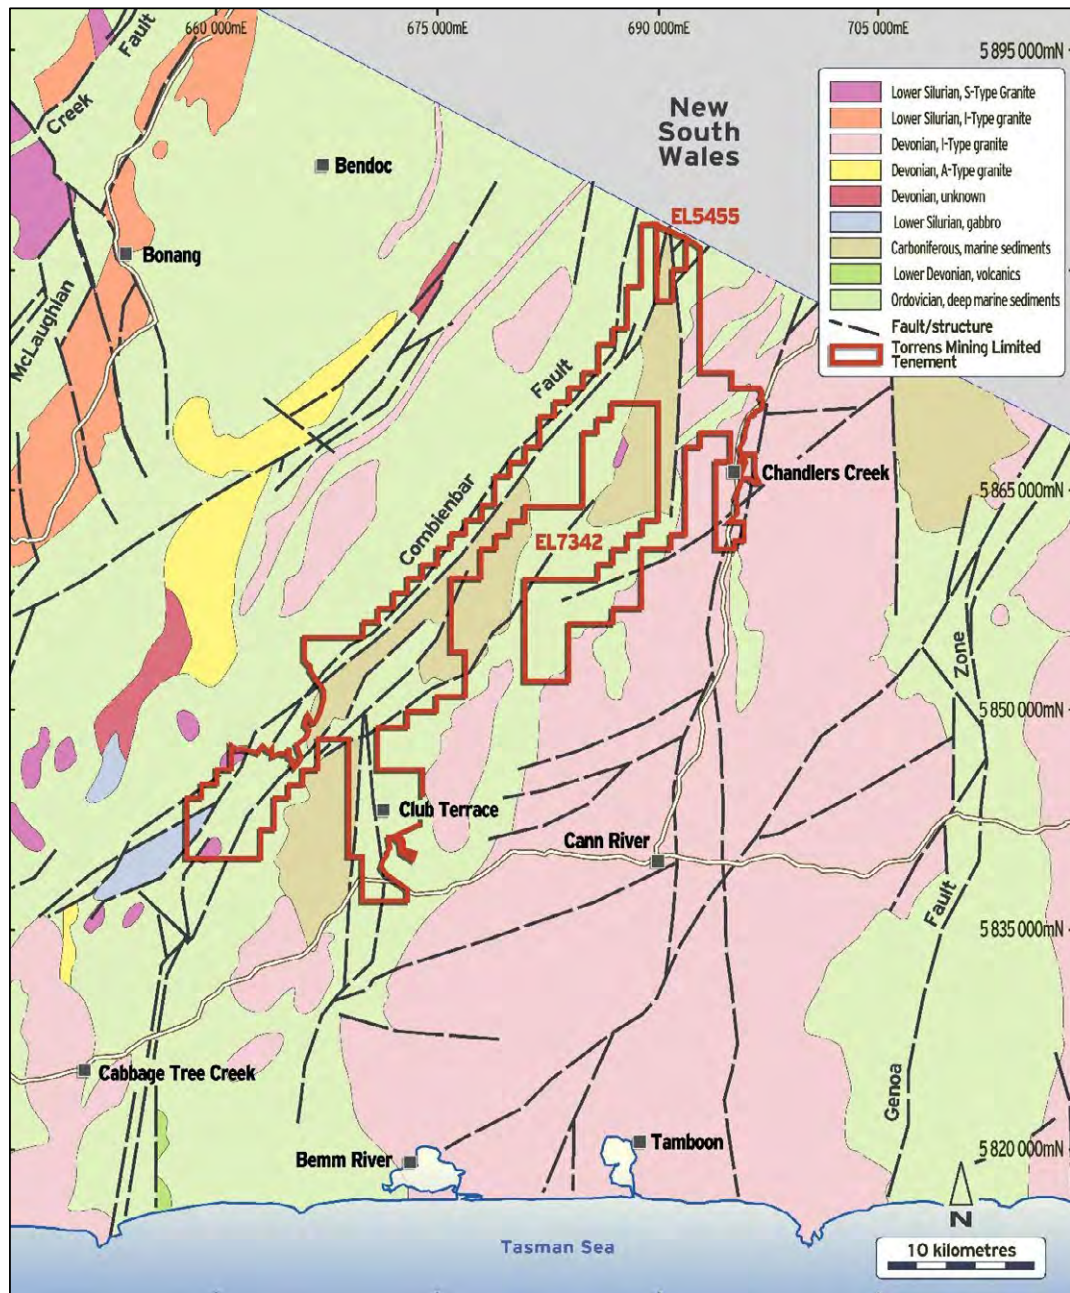 660 000mE
675 000mE
690 000mE
705 000mE
5 895 000mN
Fault
Creek
New
South
Wales
Lower Silurian, S-Type Granite
Lower Silurian, I-Type granite
Devonian, I-Type granite
Devonian, A-Type granite
Devonian, unknown
Lower Silurian, gabbro
Carboniferous, marine sediments
Lower Devonian, volcanics
Ordovician, deep marine sediments
Fault/structure
Torrens Mining Limited
Tenement
Bendoc
EL5455
Bonang
McLaughlan
Fault
Combienbar
Chandlers Creek
5 865 000mN
EL7342
Zone
5 850 000mN
Club Terrace
Cann River
Fault
5 835 000mN
Cabbage Tree Creek
Genoa
Bemm River
Tamboon
5 820 000mN
N
Tasman Sea
10 kilometres